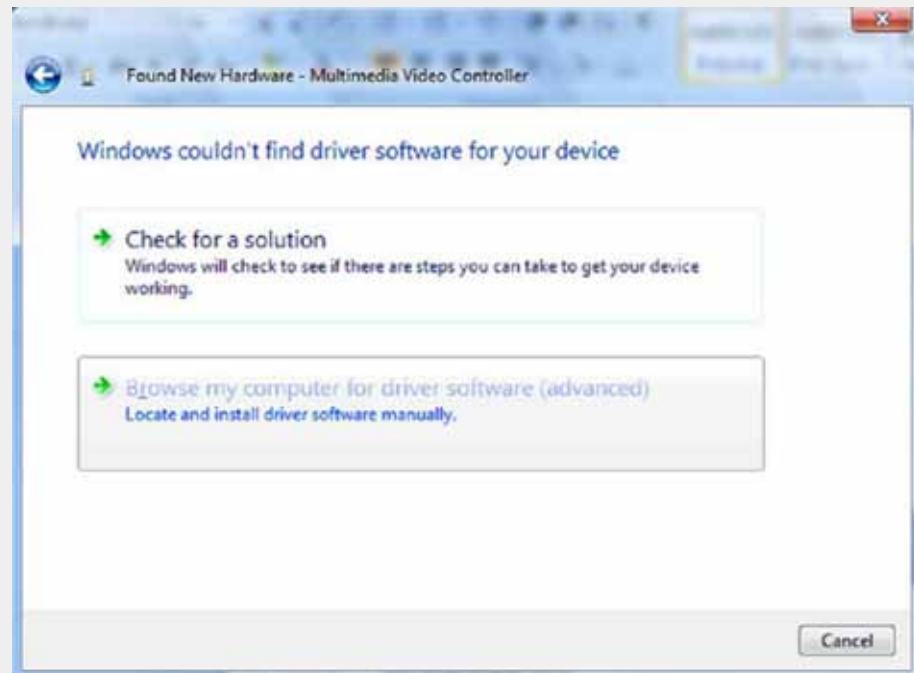 Found New Hardware - Multimedia Video Controller
Windows couldn't find driver software for your device
Check for a solution
Windows will check to see if there are steps you can take to get your device
working.
Browse my computer for driver software (advanced)
Locate and install driver software manually.
Cancel